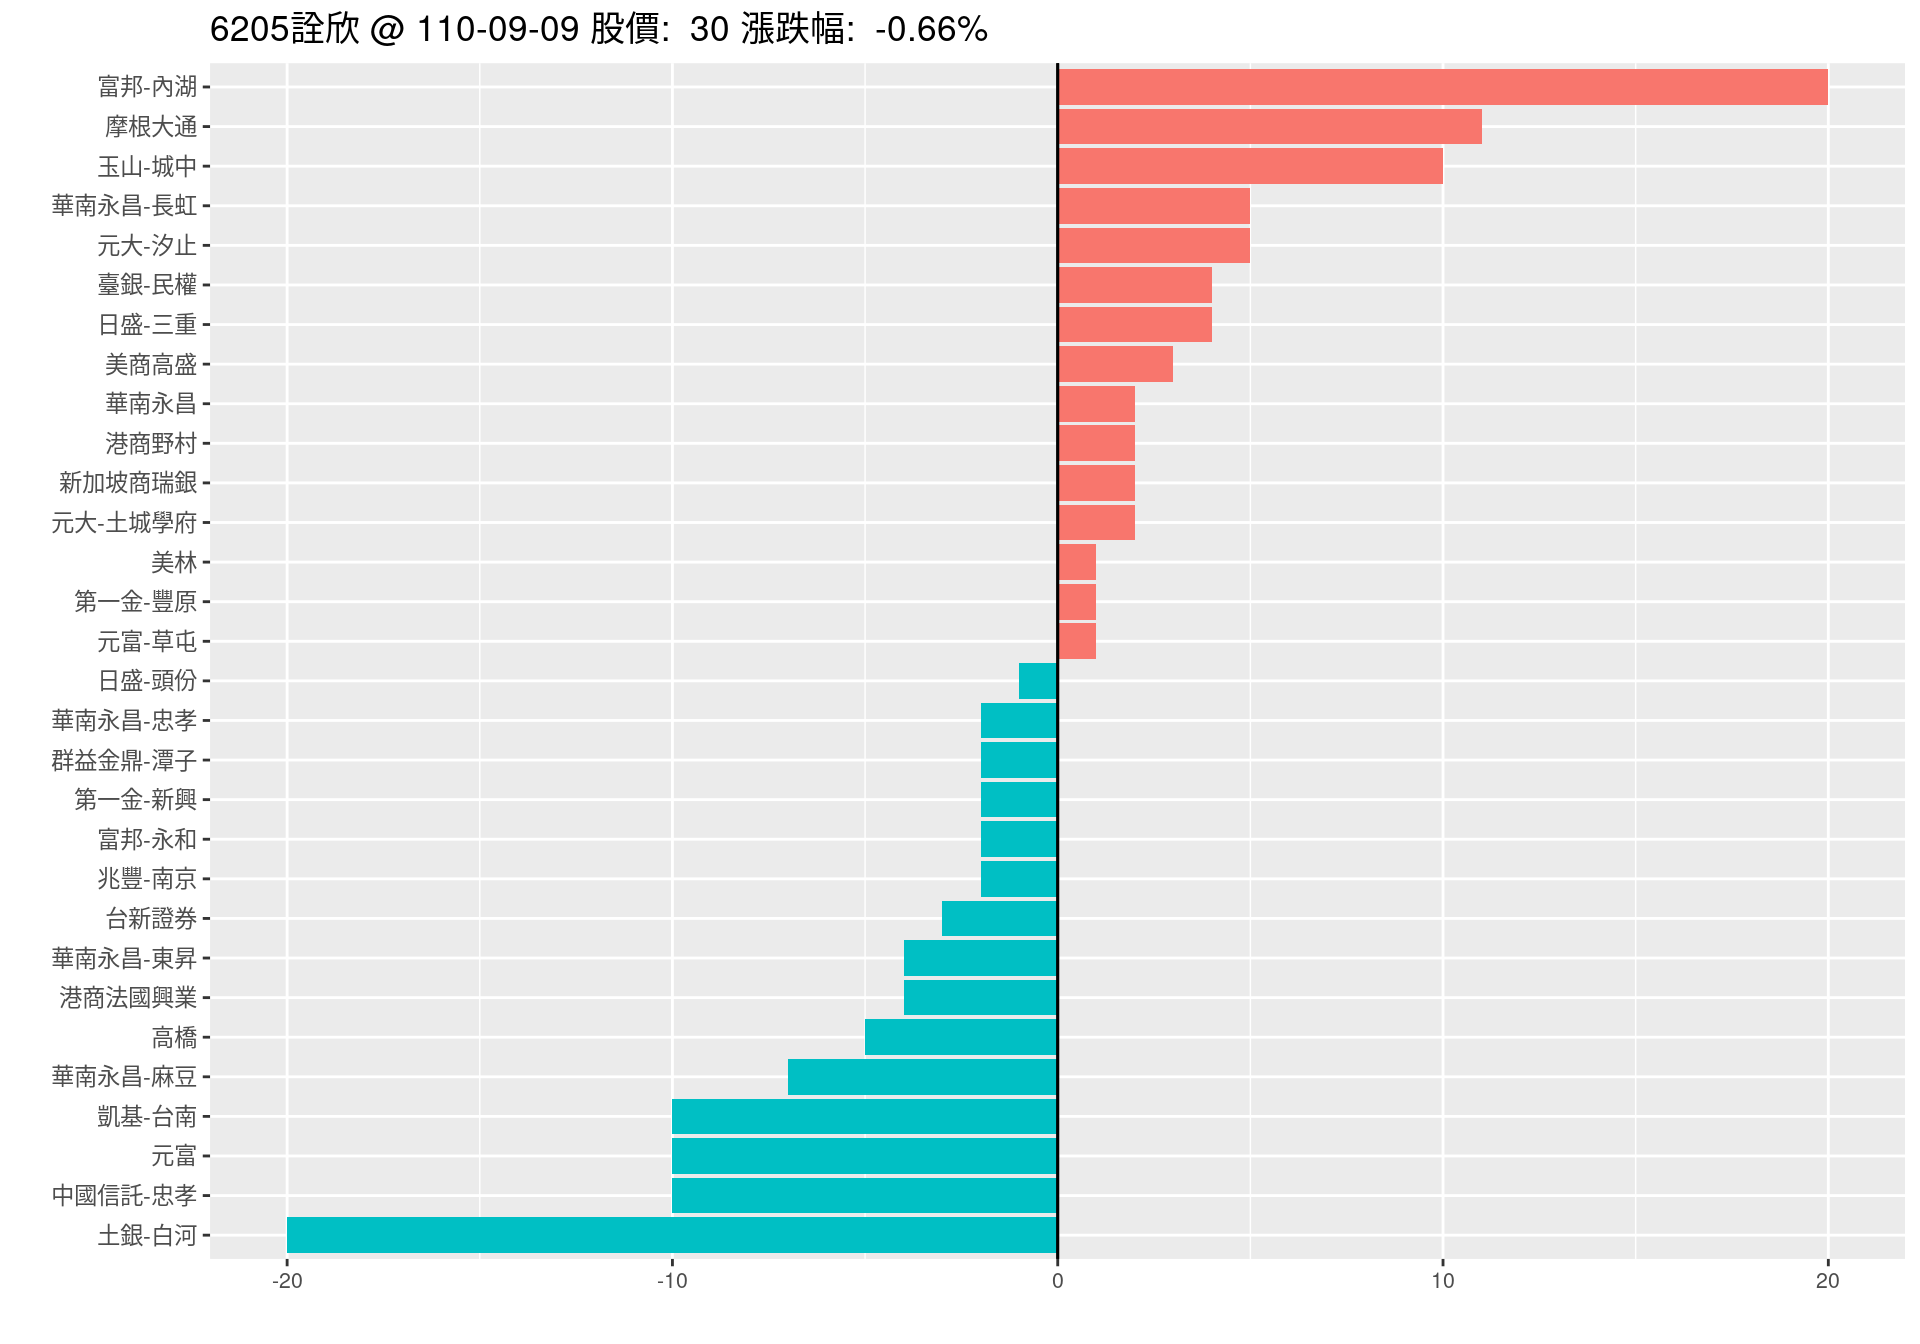 6205詮欣 @ 110-09-09 股價: 30 漲跌幅: -0.66%
富邦-內湖
摩根大通
玉山-城中
華南永昌-長虹
元大-汐止
臺銀-民權
日盛-三重
美商高盛
華南永昌
港商野村
新加坡商瑞銀
元大-土城學府
美林
第一金-豐原
元富-草屯
日盛-頭份
華南永昌-忠孝
群益金鼎-潭子
第一金-新興
富邦-永和
兆豐-南京
台新證券
華南永昌-東昇
港商法國興業
高橋
華南永昌-麻豆
凱基-台南
元富
中國信託-忠孝
土銀-白河
-20 -10 0 10 20